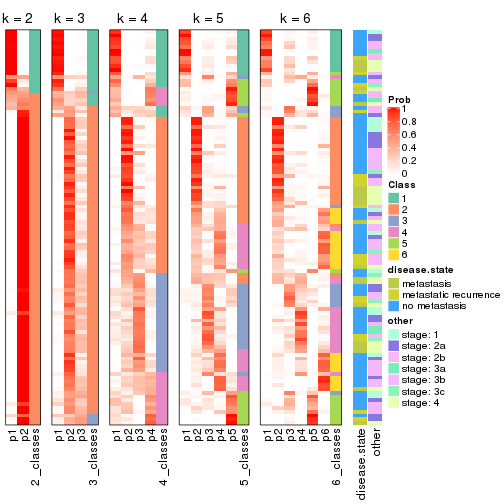 k = 2
k = 3
k = 4
k = 5
k = 6
Prob
1
0.8
0.6
0.4
0.2
0
Class
1
2
3
4
5
6
disease.state
metastasis
metastatic recurrence
no metastasis
other
stage: 1
stage: 2a
stage: 2b
stage: 3a
stage: 3b
stage: 3c
stage: 4
p1
p2
2_classes
p1
p2
p3
3_classes
p1
p2
p3
p4
4_classes
p1
p2
p3
p4
p5
5_classes
p1
p2
p3
p4
p5
p6
6_classes
disease.state
other